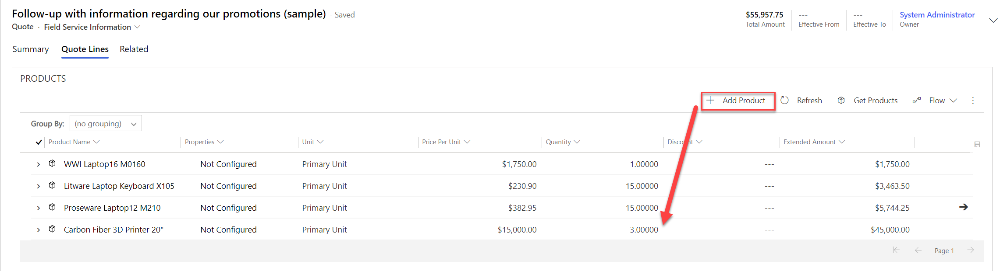 Follow-up with information regarding our promotions (sample) - Saved
Quote · Field Service Information
$55,957.75
Total Amount
---
Effective From
---
Effective To
System Administrator
Owner
Summary Quote Lines Related
PRODUCTS
Add Product Refresh Get Products Flow
Group By: (no grouping)
Product Name Properties Unit Price Per Unit Quantity Discount Extended Amount
WWI Laptop16 M0160 Not Configured Primary Unit $1,750.00 1.00000 --- $1,750.00
Litware Laptop Keyboard X105 Not Configured Primary Unit $230.90 15.00000 --- $3,463.50
Proseware Laptop12 M210 Not Configured Primary Unit $382.95 15.00000 --- $5,744.25
Carbon Fiber 3D Printer 20" Not Configured Primary Unit $15,000.00 3.00000 --- $45,000.00
Page 1